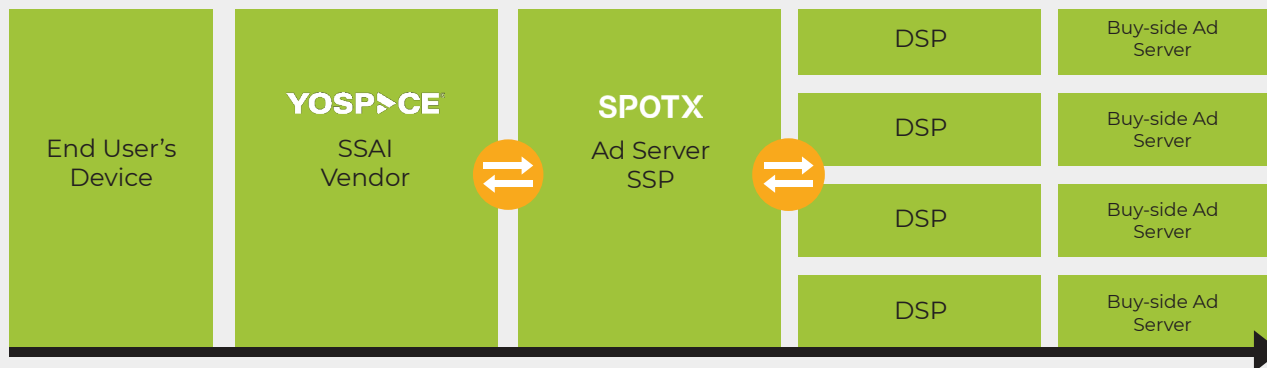 End User's
Device
YOSPACE
SSAI
Vendor
SPOTX
Ad Server
SSP
DSP
Buy-side Ad
Server
DSP
Buy-side Ad
Server
DSP
Buy-side Ad
Server
DSP
Buy-side Ad
Server